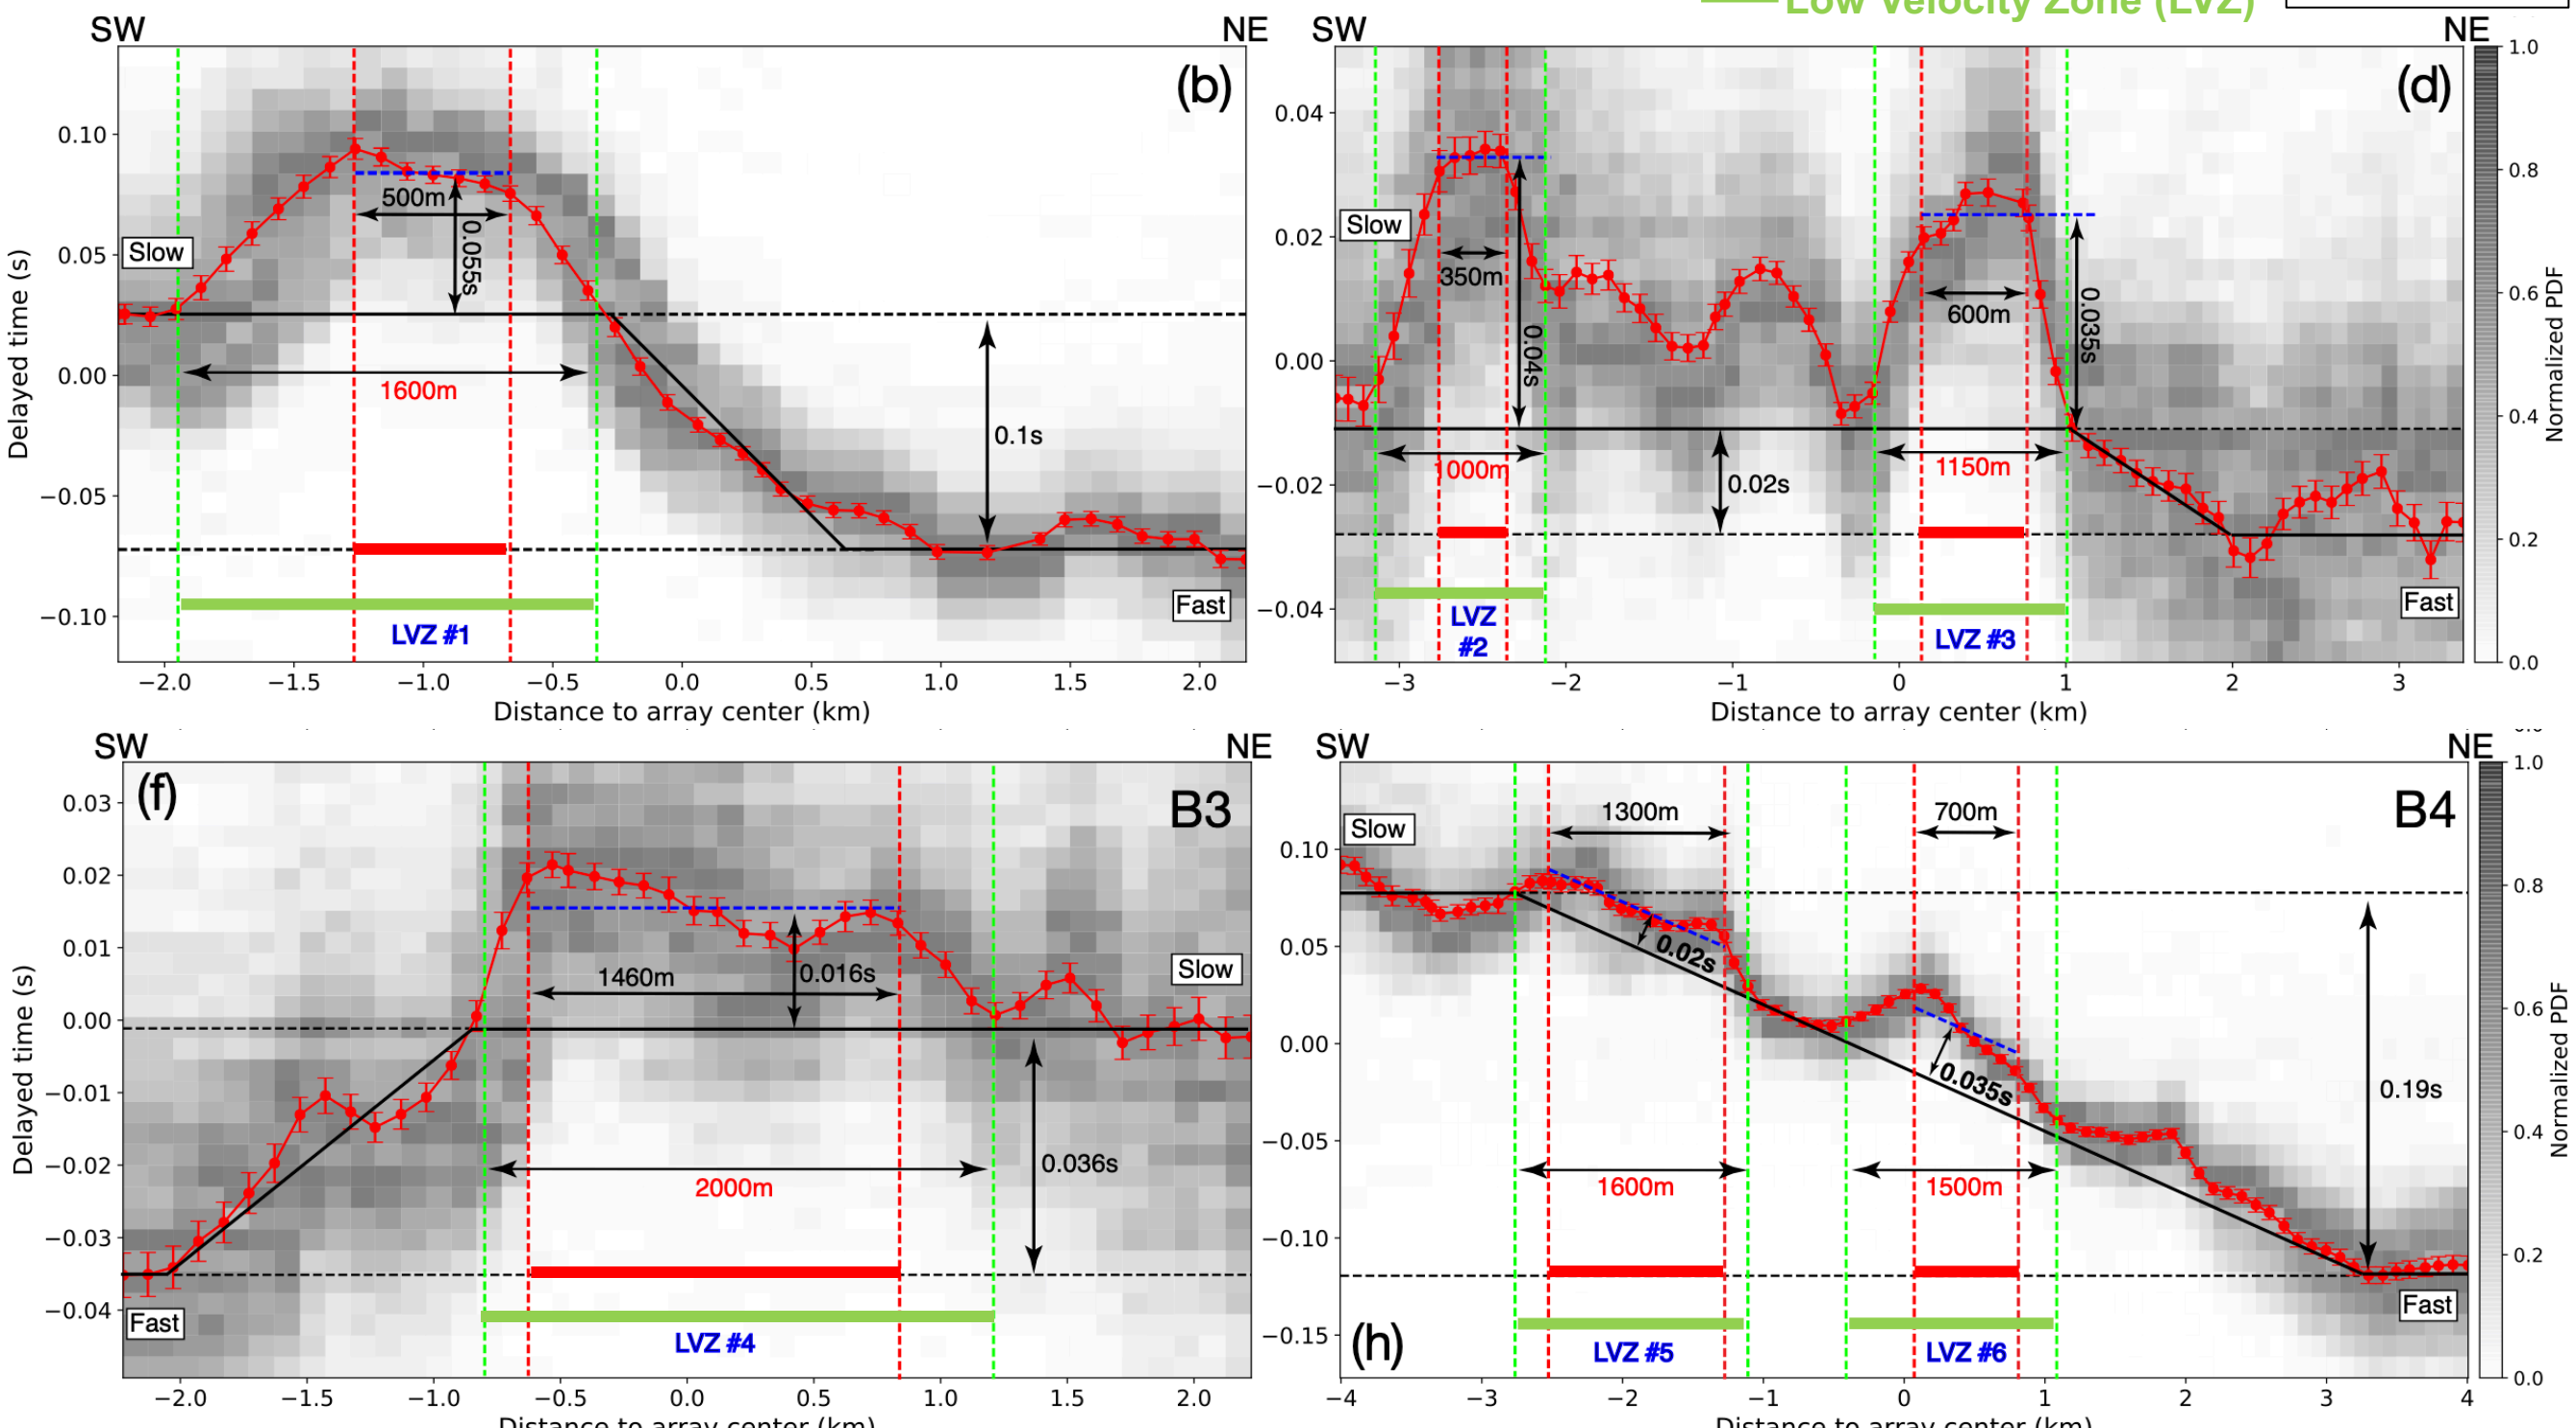 Low Velocity Zone (LVZ)
SW NE
(b)
Delayed time (s)
0.10
0.05
0.00
−0.05
−0.10
Slow
500m
0.055s
1600m
0.1s
LVZ #1
Fast
−2.0 −1.5 −1.0 −0.5 0.0 0.5 1.0 1.5 2.0
Distance to array center (km)
SW NE
(d)
0.04
0.02
0.00
−0.02
−0.04
Slow
350m
0.04s
600m
0.035s
1000m
1150m
0.02s
LVZ
#2
LVZ #3
Fast
−3 −2 −1 0 1 2 3
Distance to array center (km)
1.0
0.8
0.6
0.4
0.2
0.0
Normalized PDF
SW NE
(f)
B3
Delayed time (s)
0.03
0.02
0.01
0.00
−0.01
−0.02
−0.03
−0.04
Slow
1460m
0.016s
0.036s
2000m
Fast
LVZ #4
−2.0 −1.5 −1.0 −0.5 0.0 0.5 1.0 1.5 2.0
Distance to array center (km)
SW NE
B4
0.10
0.05
0.00
−0.05
−0.10
−0.15
Slow
1300m
700m
0.02s
0.035s
0.19s
1600m
1500m
Fast
(h)
LVZ #5
LVZ #6
−4 −3 −2 −1 0 1 2 3 4
Distance to array center (km)
1.0
0.8
0.6
0.4
0.2
0.0
Normalized PDF